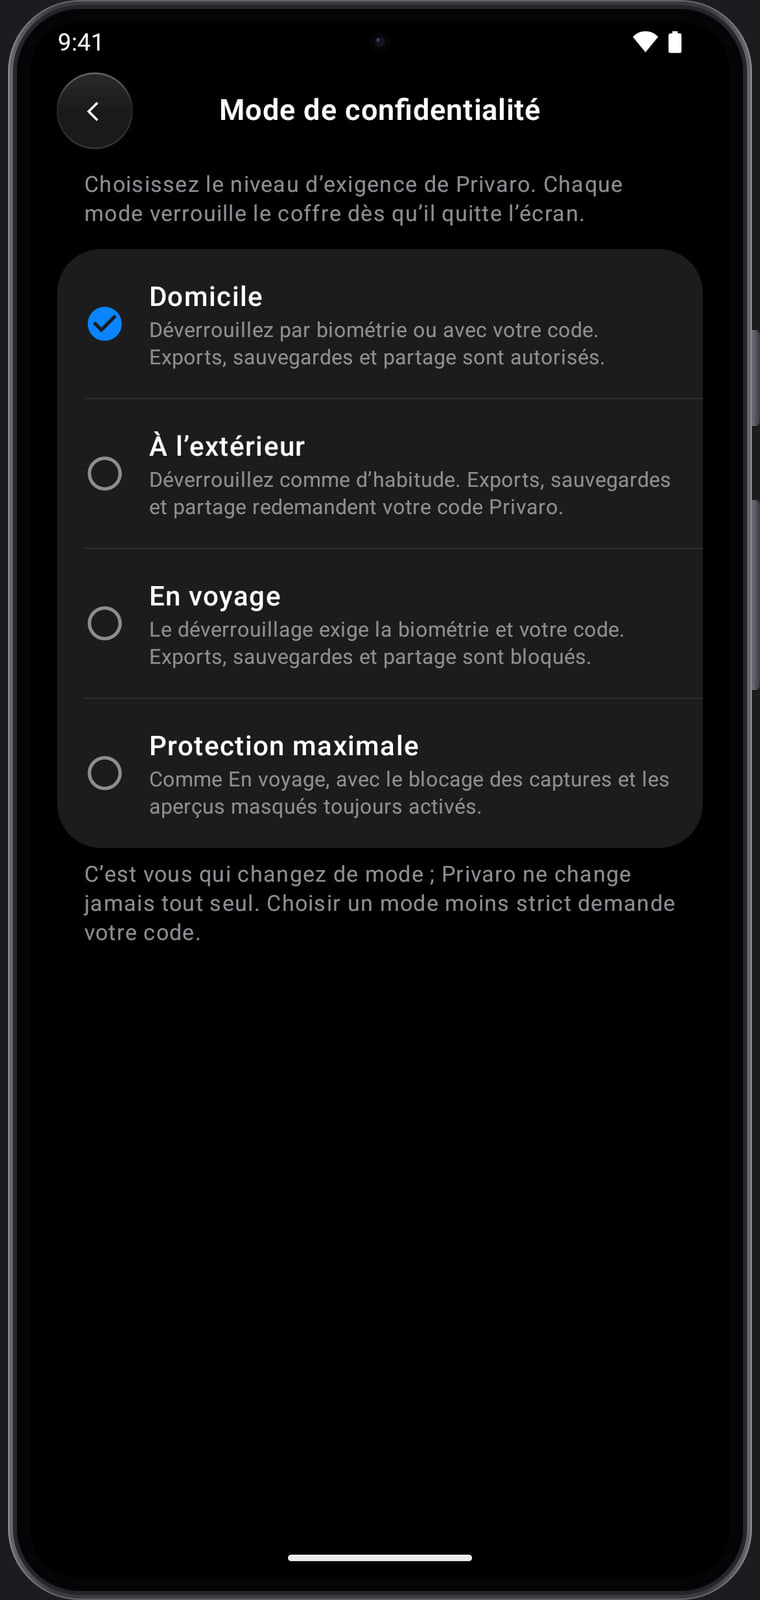 9:41
Mode de confidentialité
Choisissez le niveau d’exigence de Privaro. Chaque
mode verrouille le coffre dès qu’il quitte l’écran.
Domicile
Déverrouillez par biométrie ou avec votre code.
Exports, sauvegardes et partage sont autorisés.
À l’extérieur
Déverrouillez comme d’habitude. Exports, sauvegardes
et partage redemandent votre code Privaro.
En voyage
Le déverrouillage exige la biométrie et votre code.
Exports, sauvegardes et partage sont bloqués.
Protection maximale
Comme En voyage, avec le blocage des captures et les
aperçus masqués toujours activés.
C’est vous qui changez de mode ; Privaro ne change
jamais tout seul. Choisir un mode moins strict demande
votre code.